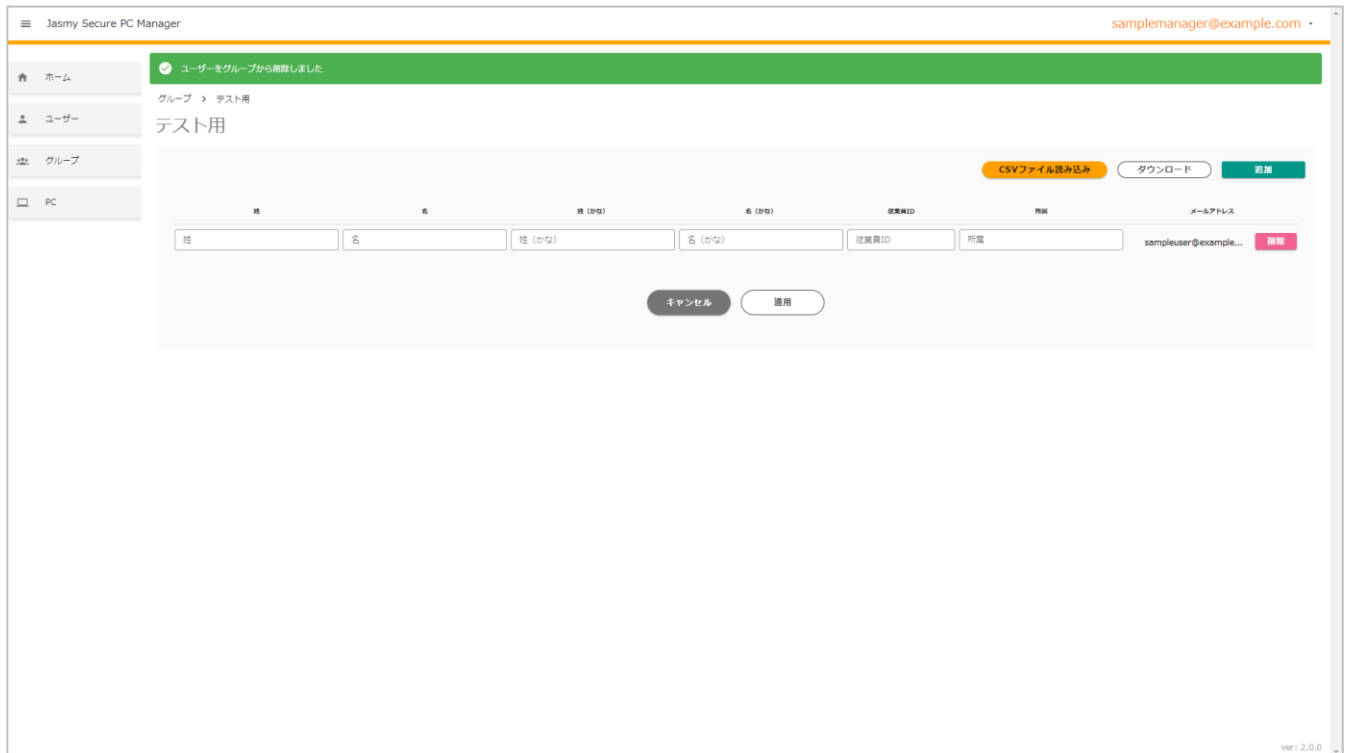 Jasmy Secure PC Manager
samplemanager@example.com
ホーム
ユーザー
グループ
PC
ユーザーをグループから削除しました
グループ > テスト用
テスト用
CSVファイル読み込み ダウンロード 追加
姓 名 姓（かな） 名（かな） 従業員ID 所属 メールアドレス
姓 名 姓（かな） 名（かな） 従業員ID 所属 sampleuser@example... 削除
キャンセル 適用
ver: 2.0.0